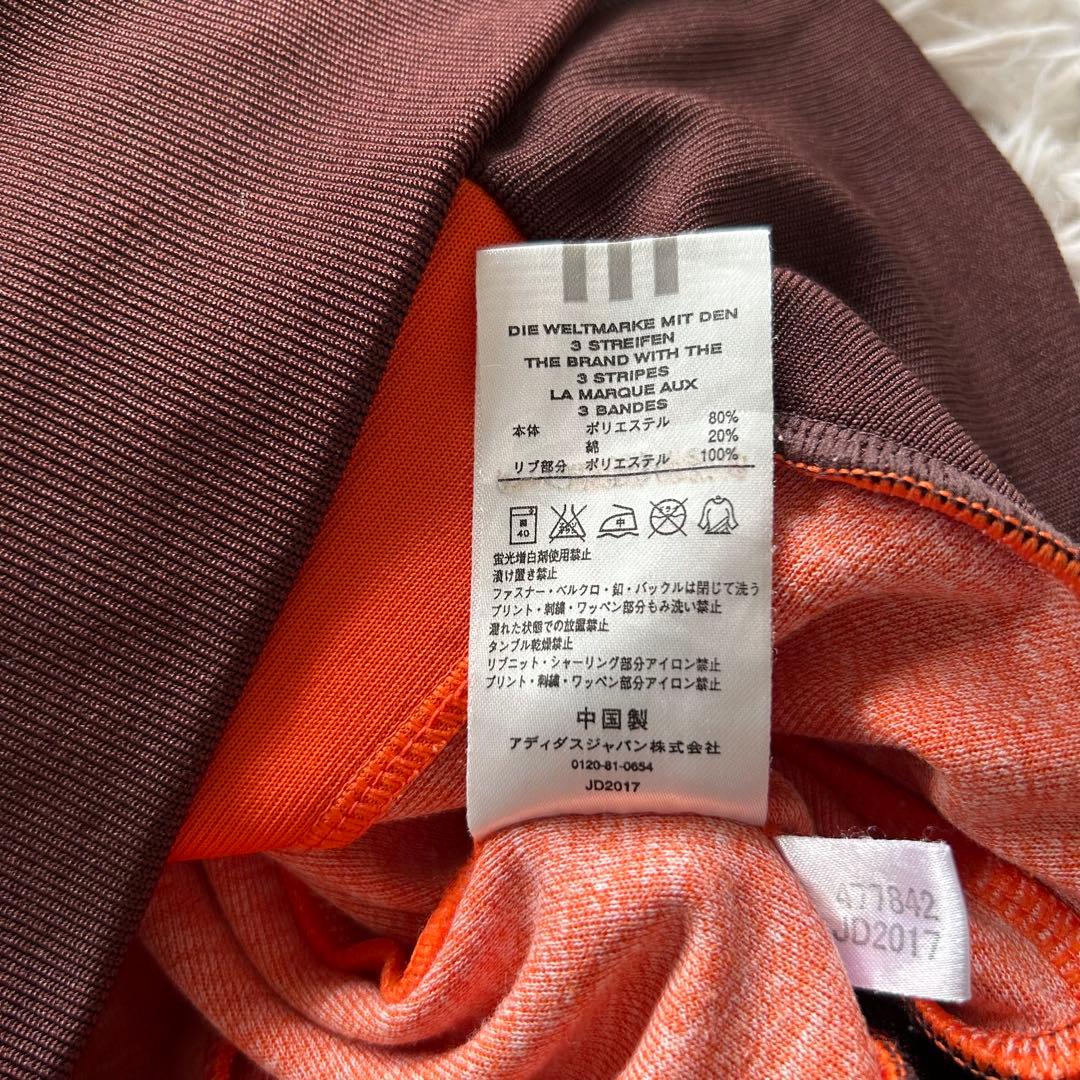 DIE WELTMARKE MIT DEN
3 STREIFEN
THE BRAND WITH THE
3 STRIPES
LA MARQUE AUX
3 BANDES
本体 ポリエステル 80%
綿 20%
リブ部分 ポリエステル 100%
40 中
蛍光増白剤使用禁止
漬け置き禁止
ファスナー・ベルクロ・釦・バックルは閉じて洗う
プリント・刺繍・ワッペン部分もみ洗い禁止
濡れた状態での放置禁止
タンブル乾燥禁止
リブニット・シャーリング部分アイロン禁止
プリント・刺繍・ワッペン部分アイロン禁止
中国製
アディダスジャパン株式会社
0120-81-0654
JD2017
477842
JD2017